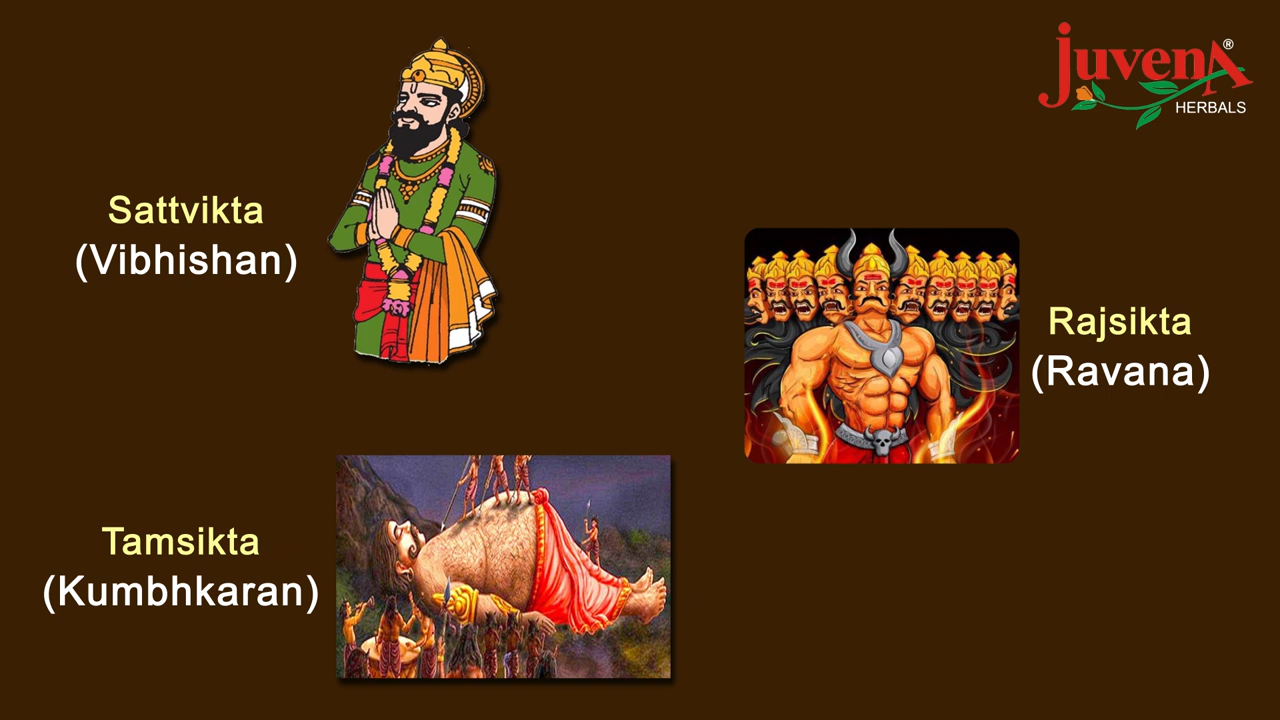 juvenA®
HERBALS
Sattvikta
(Vibhishan)
Rajsikta
(Ravana)
Tamsikta
(Kumbhkaran)